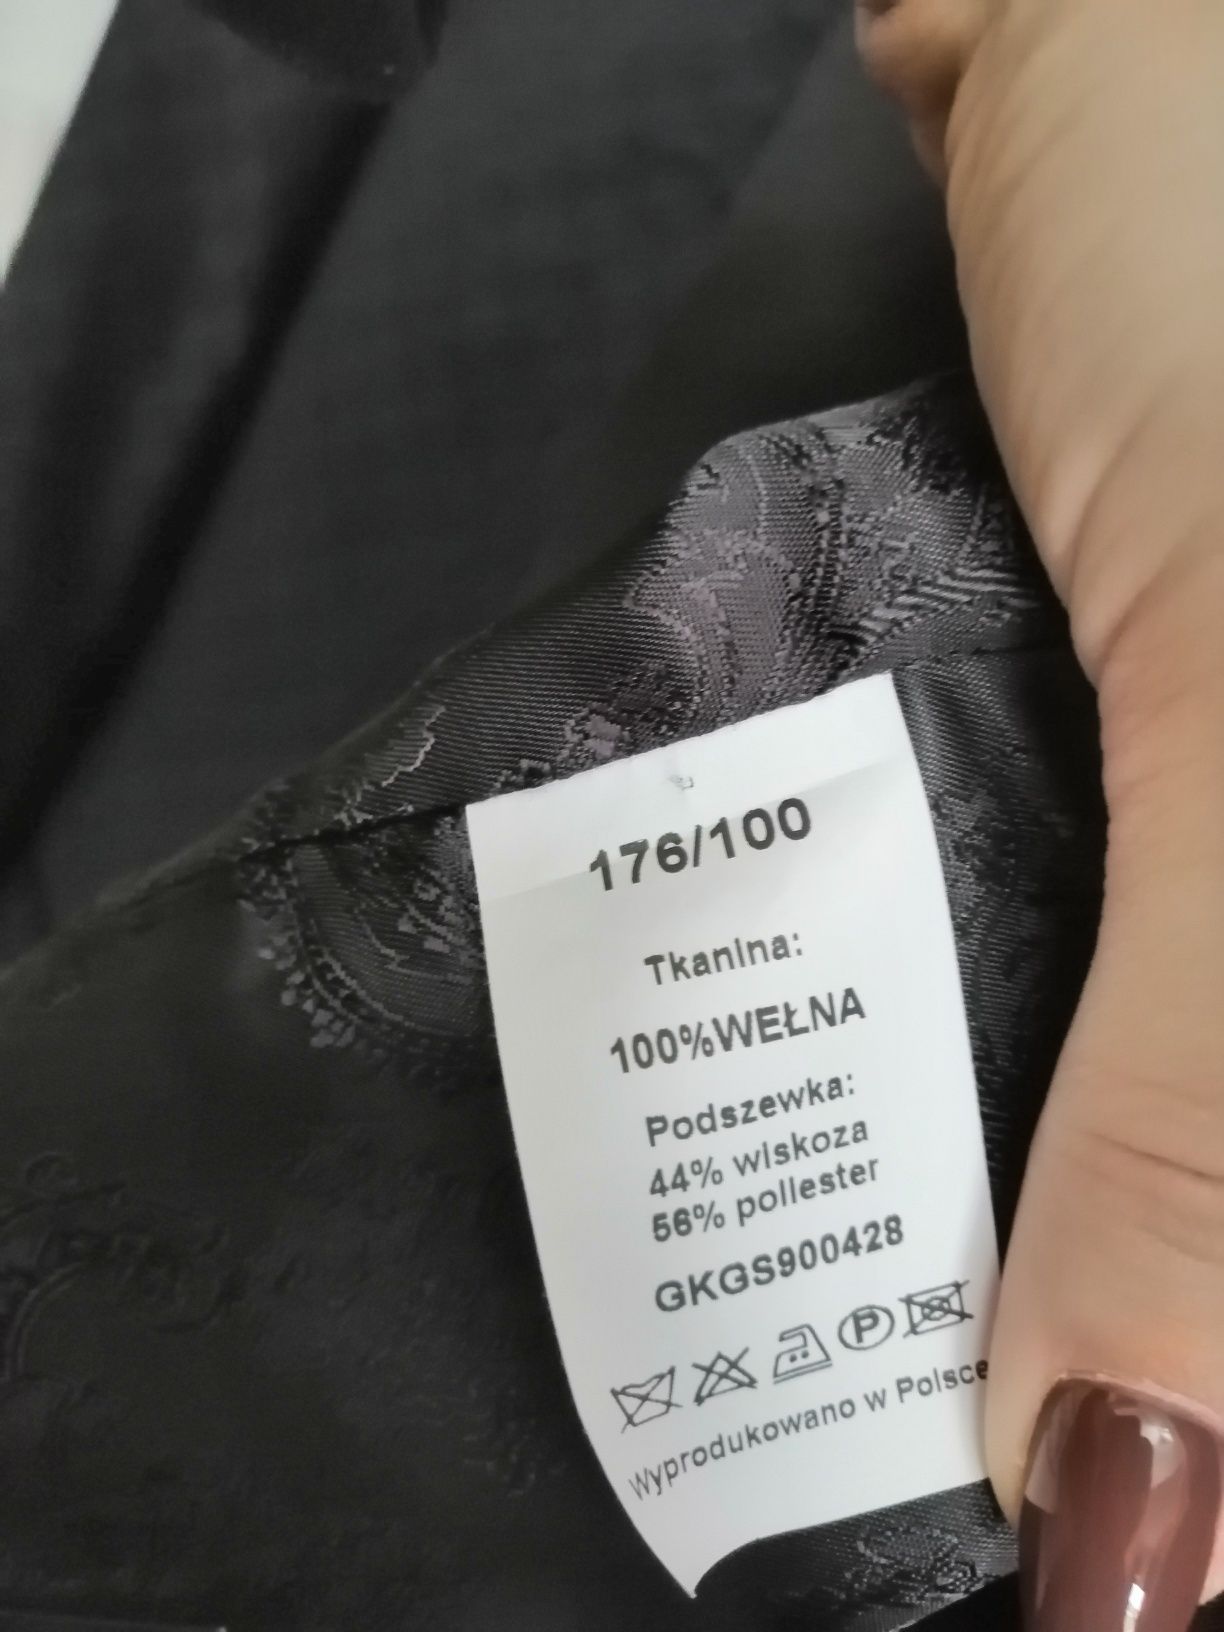 176/100
Tkanina:
100%WEŁNA
Podszewka:
44% wiskoza
56% poliester
GKGS900428
P
Wyprodukowano w Polsce